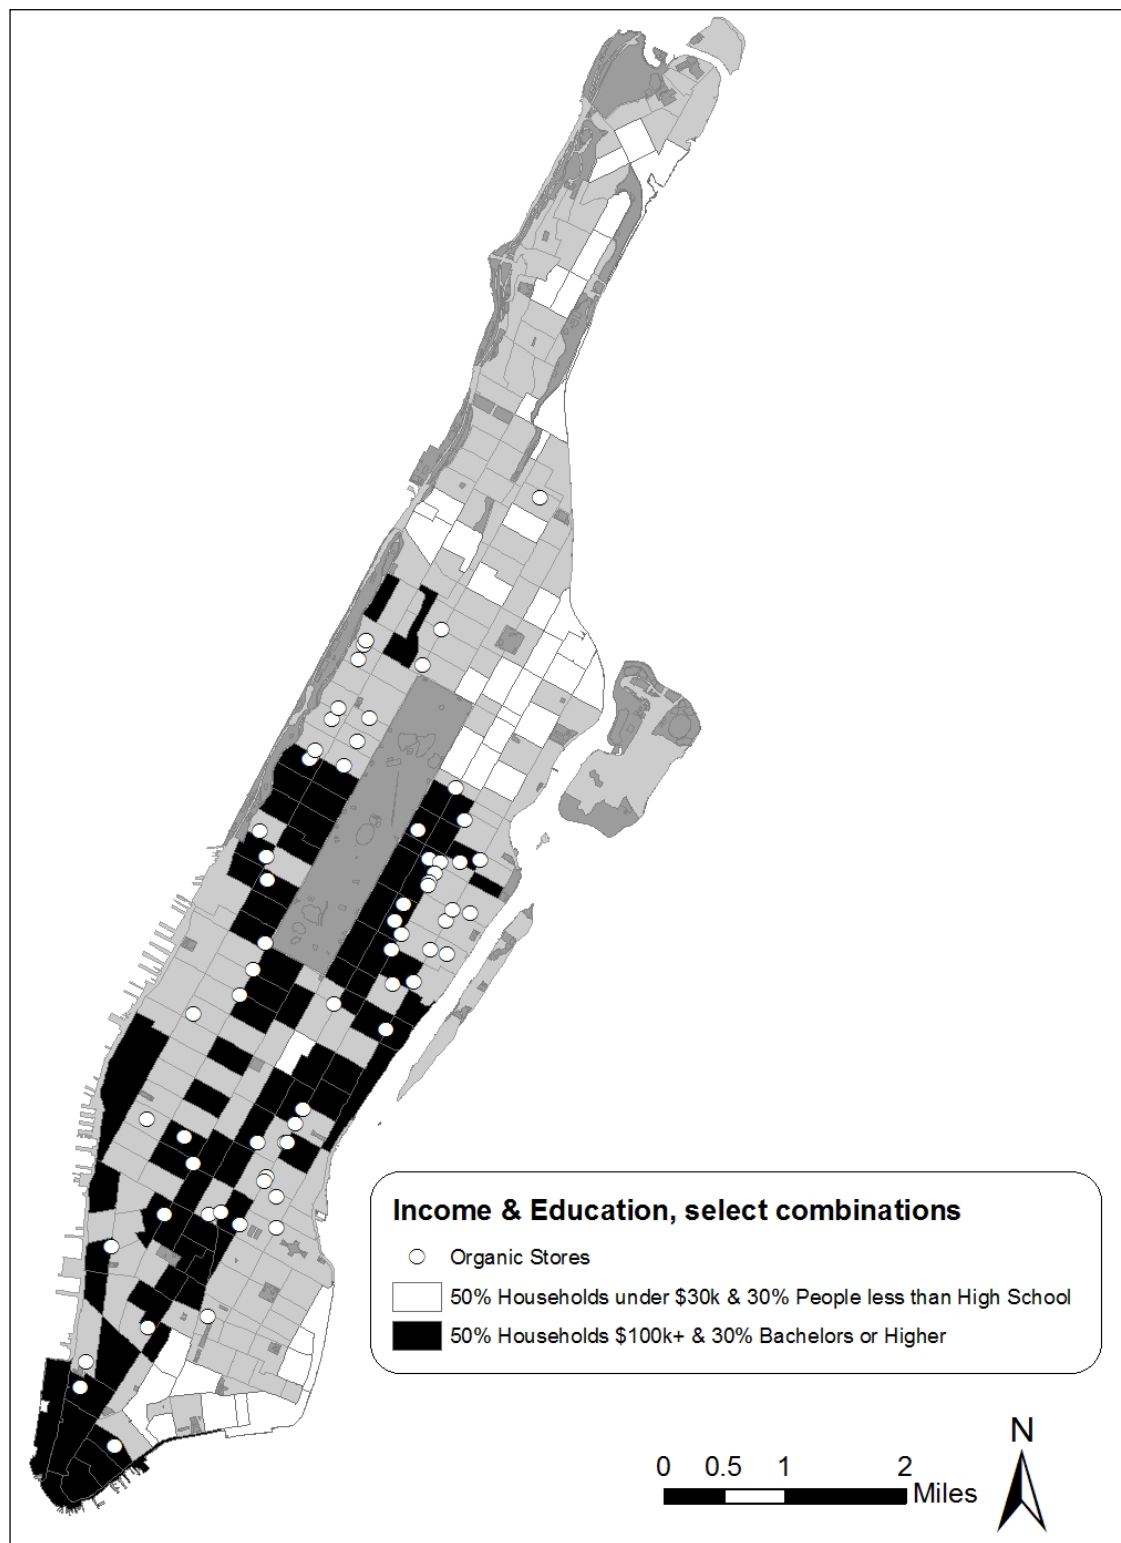 Income & Education, select combinations
Organic Stores
50% Households under $30k & 30% People less than High School
50% Households $100k+ & 30% Bachelors or Higher
N
0 0.5 1 2
Miles